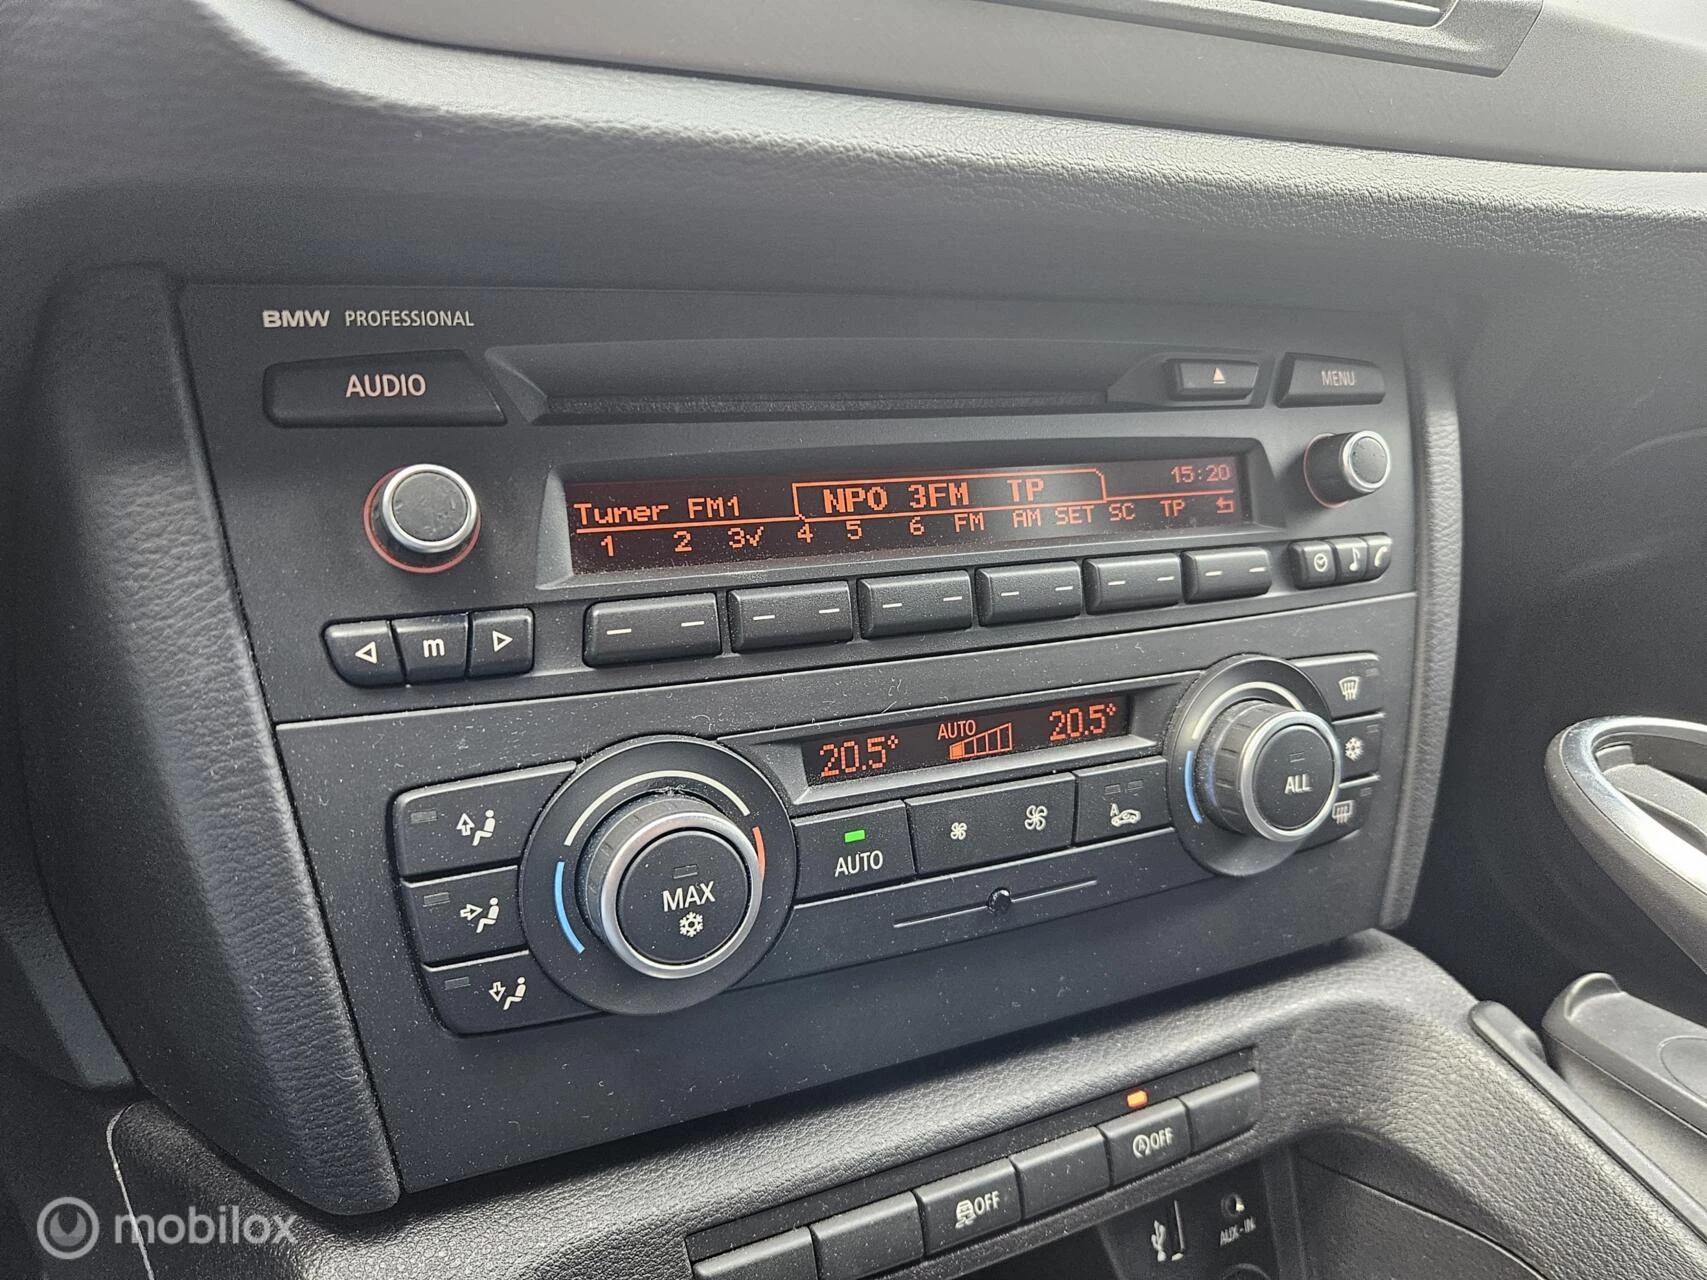 BMW PROFESSIONAL
AUDIO
MENU
Tuner FM1 NPO 3FM TP 15:20
1 2 3✓ 4 5 6 FM AM SET SC TP
m
20.5° AUTO 20.5°
MAX
AUTO
A
ALL
OFF
OFF
AUX-IN
mobilox